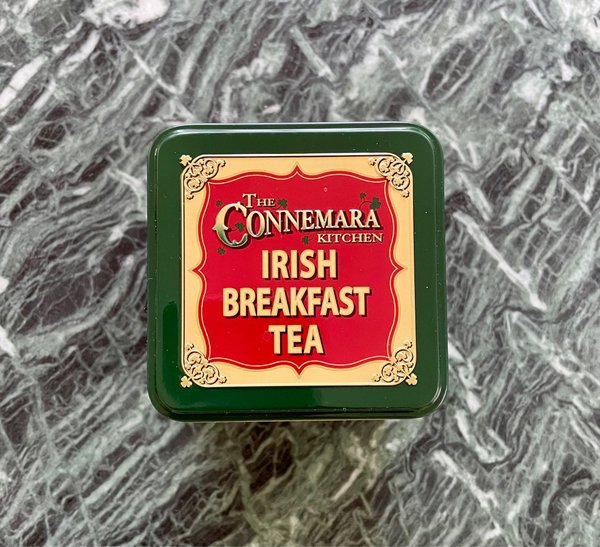 THE
CONNEMARA
KITCHEN
IRISH
BREAKFAST
TEA